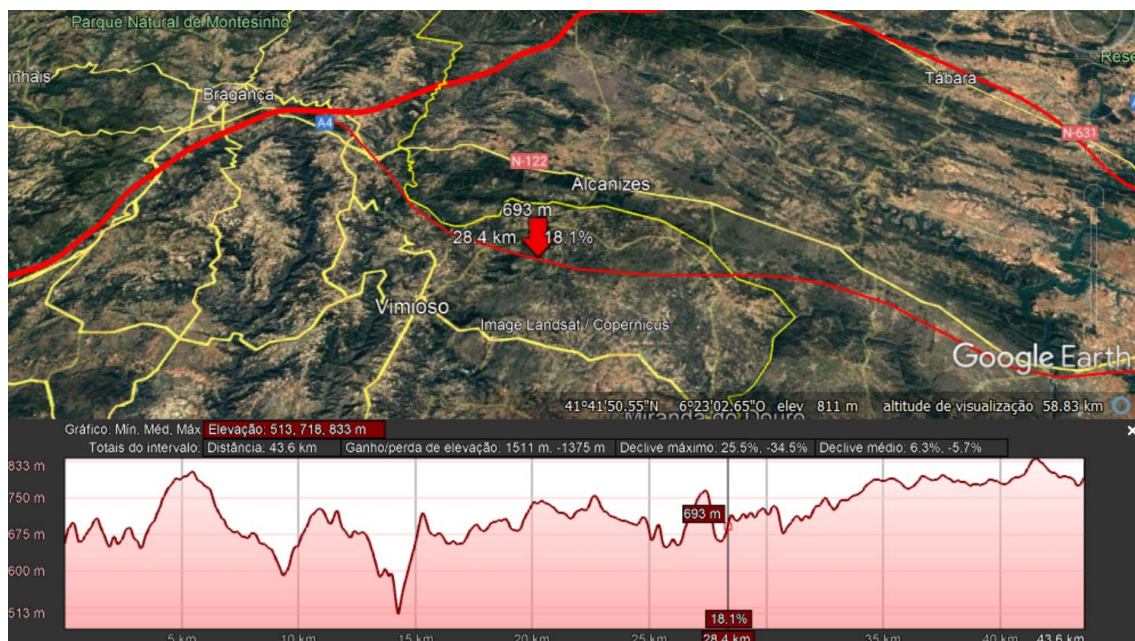 Parque Natural de Montesinho
Rese
inhais
Bragança
Tábara
A4
N-631
N-122
Alcanizes
693 m
28.4 km
18.1%
Vimioso
Image Landsat / Copernicus
Google Earth
Miranda do Douro
41°41'50.55"N 6°23'02.65"O elev 811 m altitude de visualização 58.83 km
Gráfico: Mín, Méd, Máx Elevação: 513, 718, 833 m
Totais do intervalo: Distância: 43.6 km Ganho/perda de elevação: 1511 m, -1375 m Declive máximo: 25.5%, -34.5% Declive médio: 6.3%, -5.7%
833 m
750 m
693 m
675 m
600 m
513 m
18.1%
5 km 10 km 15 km 20 km 25 km 28.4 km 35 km 40 km 43.6 km